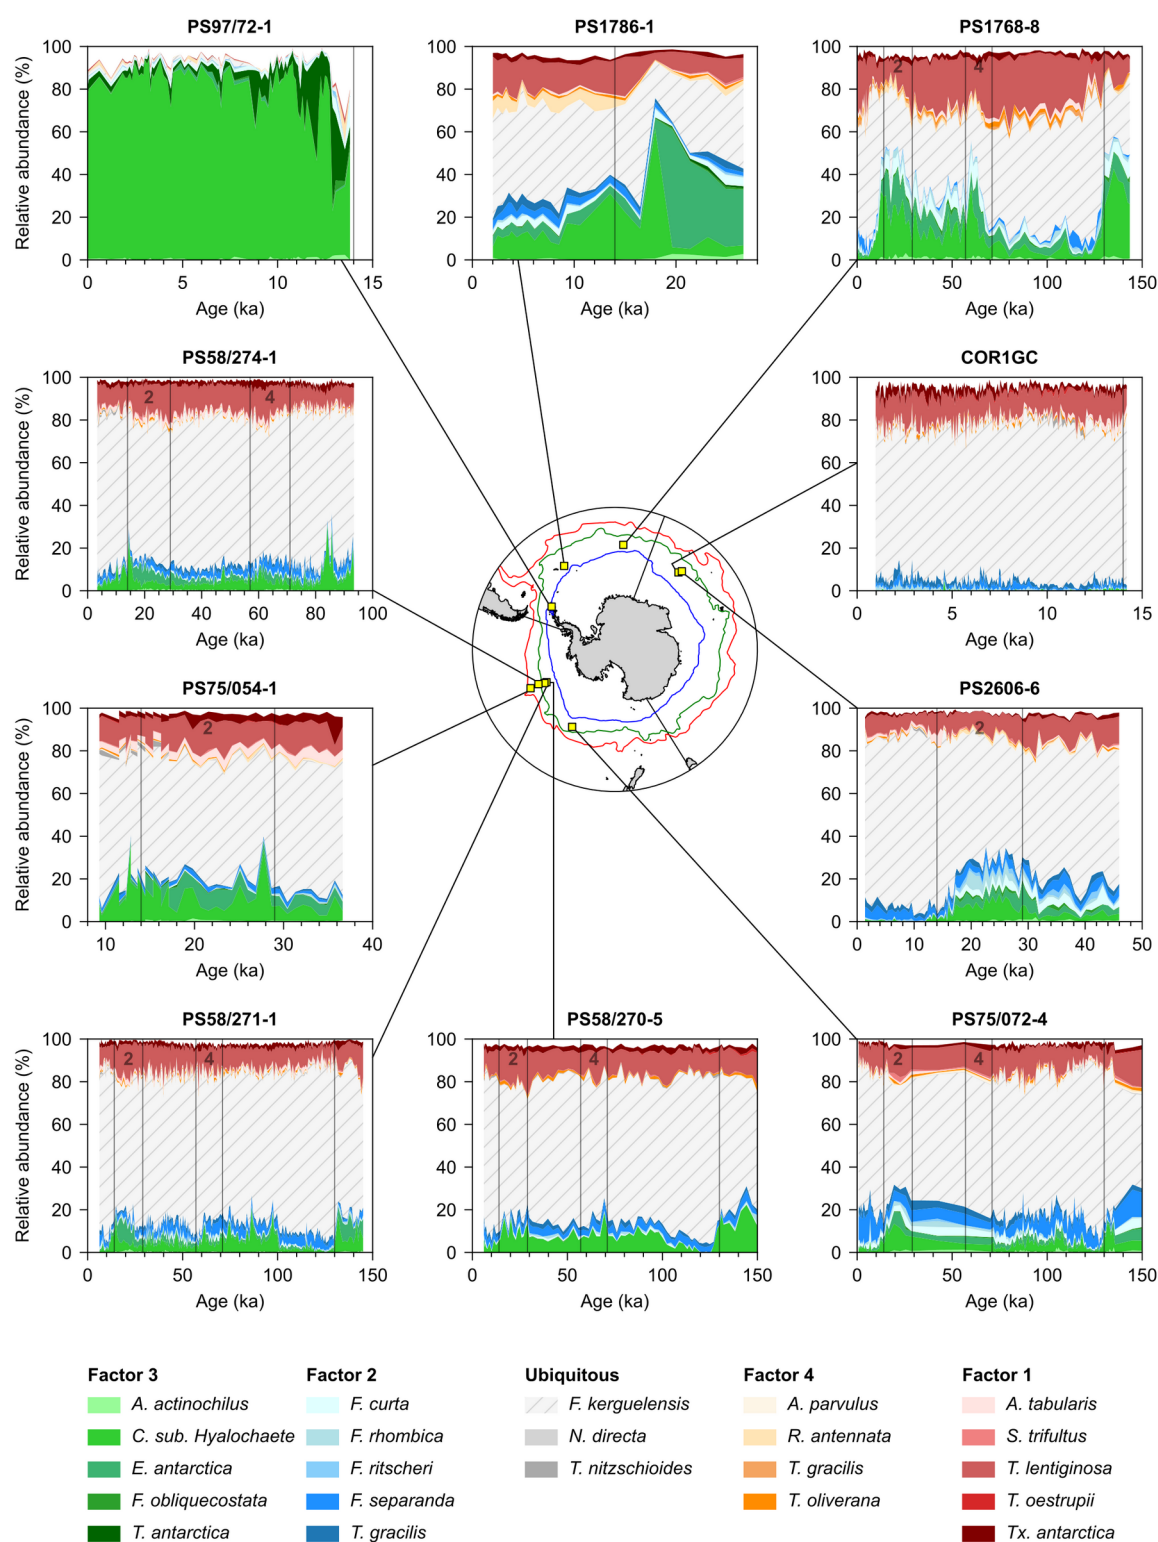 PS97/72-1
PS1786-1
PS1768-8
Relative abundance (%)
100
80
60
40
20
0
0
5
10
15
Age (ka)
100
80
60
40
20
0
0
10
20
Age (ka)
100
80
60
40
20
0
2
4
0
50
100
150
Age (ka)
PS58/274-1
COR1GC
Relative abundance (%)
100
80
60
40
20
0
2
4
0
20
40
60
80
100
Age (ka)
100
80
60
40
20
0
0
5
10
15
Age (ka)
PS75/054-1
PS2606-6
Relative abundance (%)
100
80
60
40
20
0
2
10
20
30
40
Age (ka)
100
80
60
40
20
0
2
0
10
20
30
40
50
Age (ka)
PS58/271-1
PS58/270-5
PS75/072-4
Relative abundance (%)
100
80
60
40
20
0
2
4
0
50
100
150
Age (ka)
100
80
60
40
20
0
2
4
0
50
100
150
Age (ka)
100
80
60
40
20
0
2
4
0
50
100
150
Age (ka)
Factor 3
A. actinochilus
C. sub. Hyalochaete
E. antarctica
F. obliquecostata
T. antarctica
Factor 2
F. curta
F. rhombica
F. ritscheri
F. separanda
T. gracilis
Ubiquitous
F. kerguelensis
N. directa
T. nitzschioides
Factor 4
A. parvulus
R. antennata
T. gracilis
T. oliverana
Factor 1
A. tabularis
S. trifultus
T. lentiginosa
T. oestrupii
Tx. antarctica